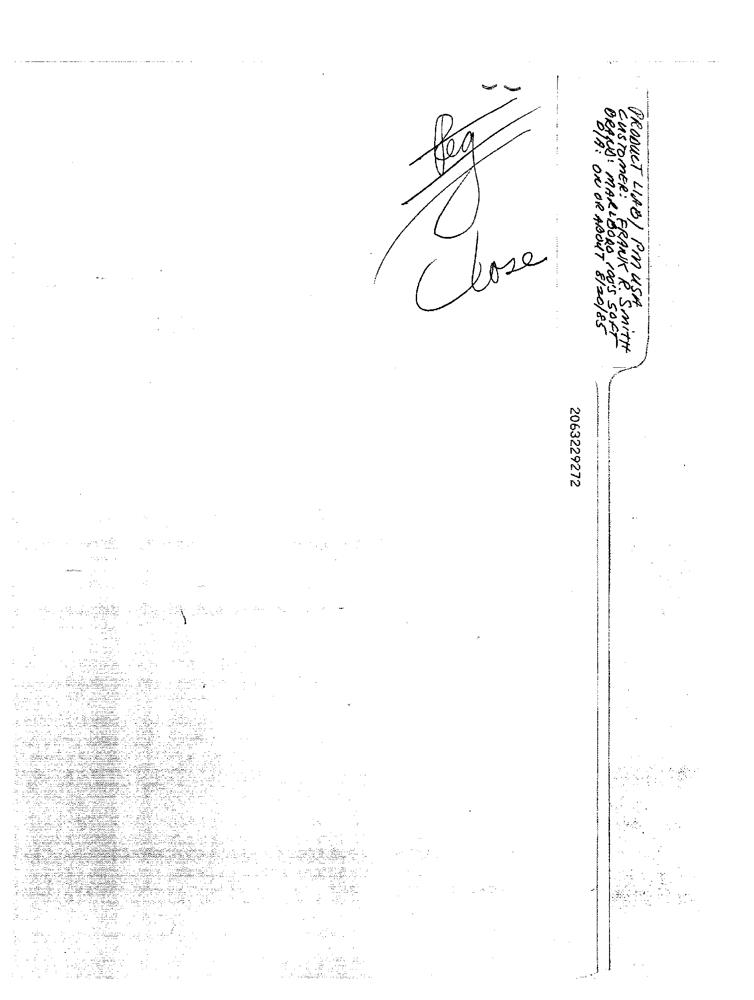 PRODUCT LIAB/ PM USA
CUSTOMER: FRANK R. SMITH
BRAND: MARLBORO 100'S SOFT
D/A: ON OR ABOUT 8/20/85
Peg
Close
2063229272